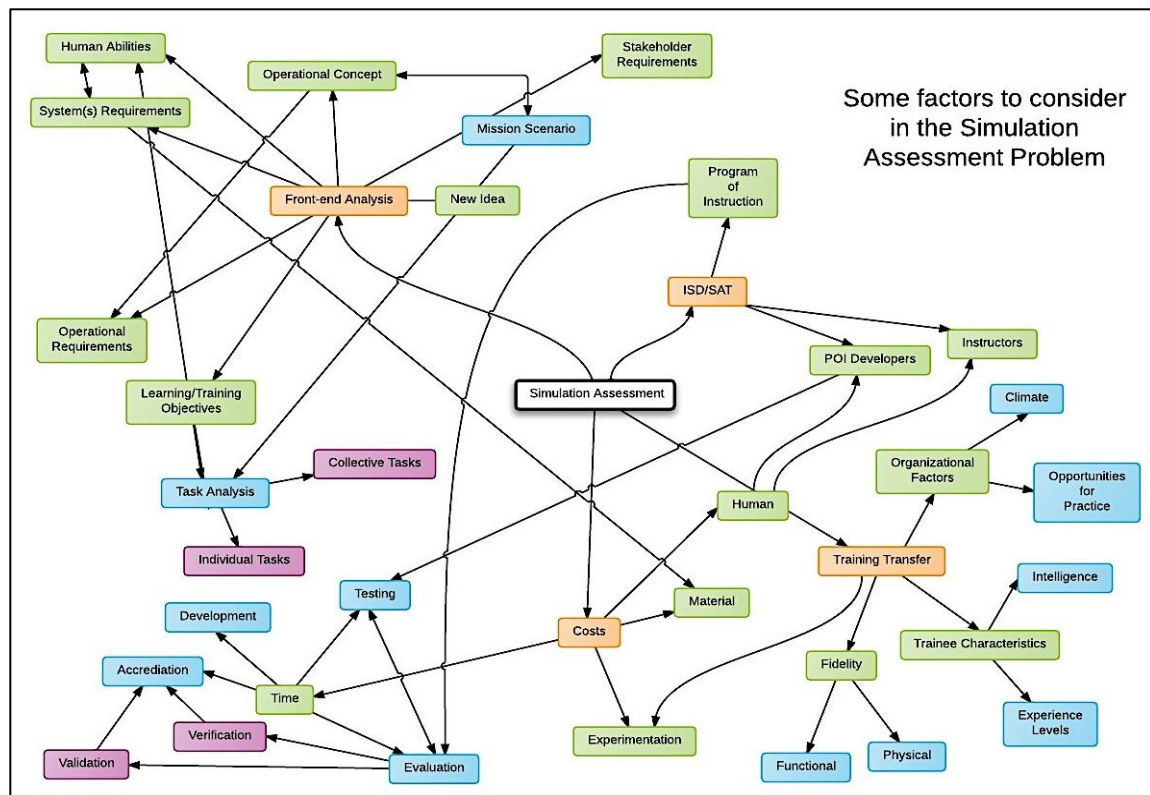 Human Abilities
Stakeholder
Requirements
Operational Concept
System(s) Requirements
Mission Scenario
Some factors to consider
in the Simulation
Assessment Problem
Program
of
Instruction
Front-end Analysis
New Idea
ISD/SAT
Operational
Requirements
Instructors
POI Developers
Learning/Training
Objectives
Simulation Assessment
Climate
Collective Tasks
Organizational
Factors
Task Analysis
Opportunities
for
Practice
Human
Individual Tasks
Training Transfer
Testing
Material
Intelligence
Development
Costs
Trainee Characteristics
Accrediation
Fidelity
Time
Verification
Experimentation
Experience
Levels
Validation
Evaluation
Functional
Physical